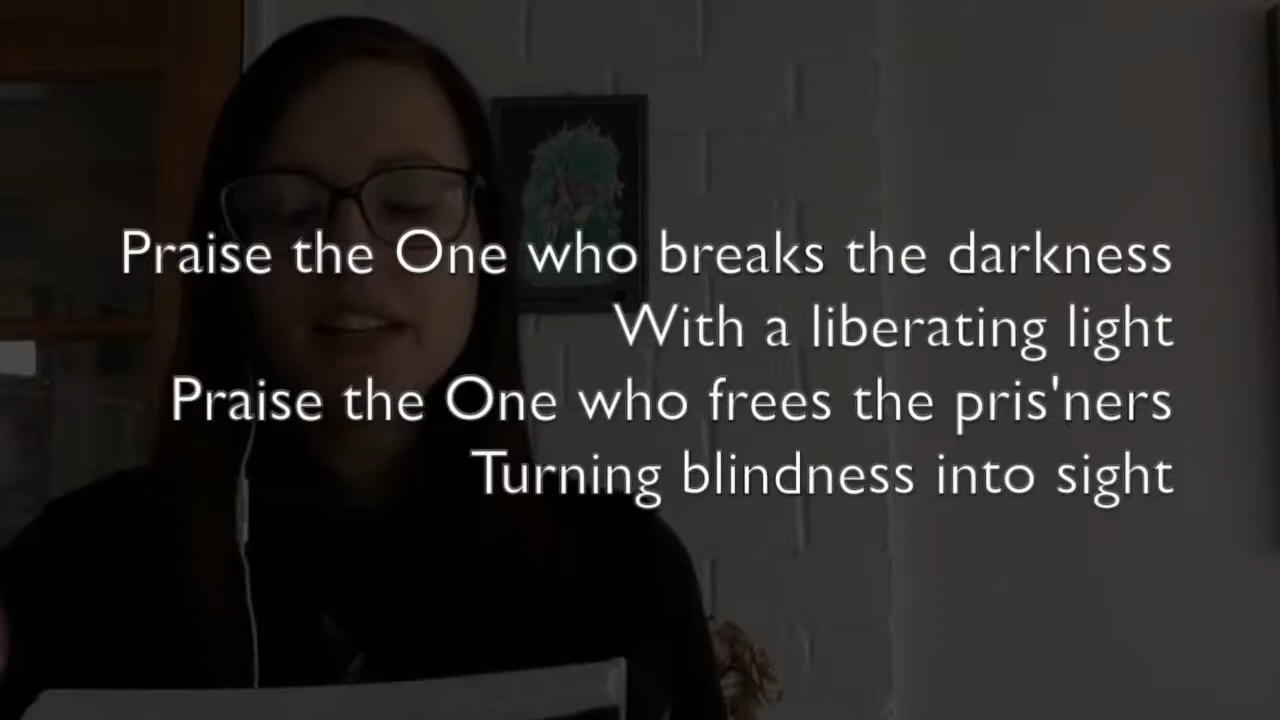 Praise the One who breaks the darkness
With a liberating light
Praise the One who frees the pris'ners
Turning blindness into sight